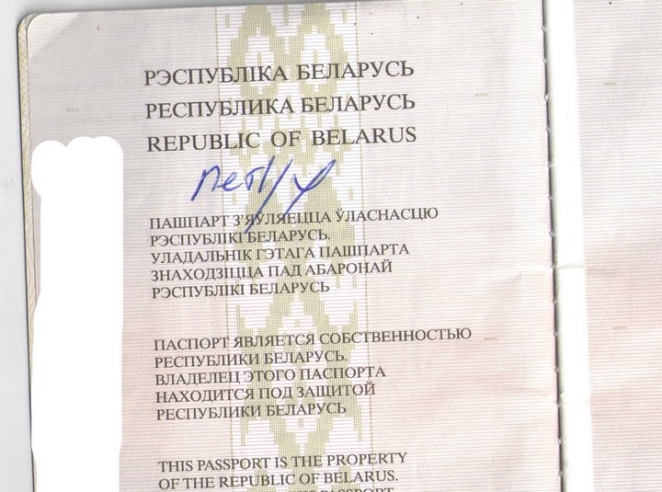 РЭСПУБЛІКА БЕЛАРУСЬ
РЕСПУБЛИКА БЕЛАРУСЬ
REPUBLIC OF BELARUS
ПАШПАРТ З'ЯЎЛЯЕЦЦА ЎЛАСНАСЦЮ
РЭСПУБЛІКІ БЕЛАРУСЬ.
УЛАДАЛЬНІК ГЭТАГА ПАШПАРТА
ЗНАХОДЗІЦЦА ПАД АБАРОНАЙ
РЭСПУБЛІКІ БЕЛАРУСЬ
ПАСПОРТ ЯВЛЯЕТСЯ СОБСТВЕННОСТЬЮ
РЕСПУБЛИКИ БЕЛАРУСЬ.
ВЛАДЕЛЕЦ ЭТОГО ПАСПОРТА
НАХОДИТСЯ ПОД ЗАЩИТОЙ
РЕСПУБЛИКИ БЕЛАРУСЬ
THIS PASSPORT IS THE PROPERTY
OF THE REPUBLIC OF BELARUS.